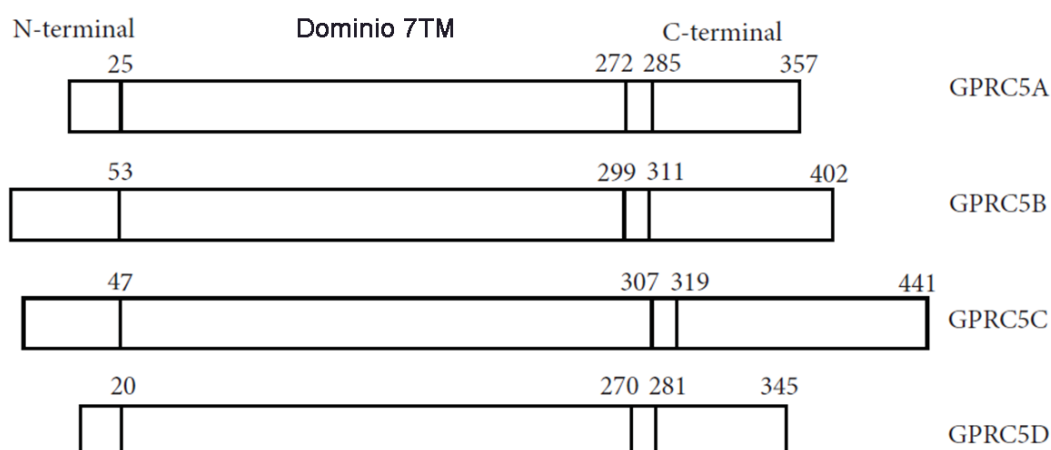 N-terminal Dominio 7TM C-terminal
25 272 285 357 GPRC5A
53 299 311 402 GPRC5B
47 307 319 441 GPRC5C
20 270 281 345 GPRC5D